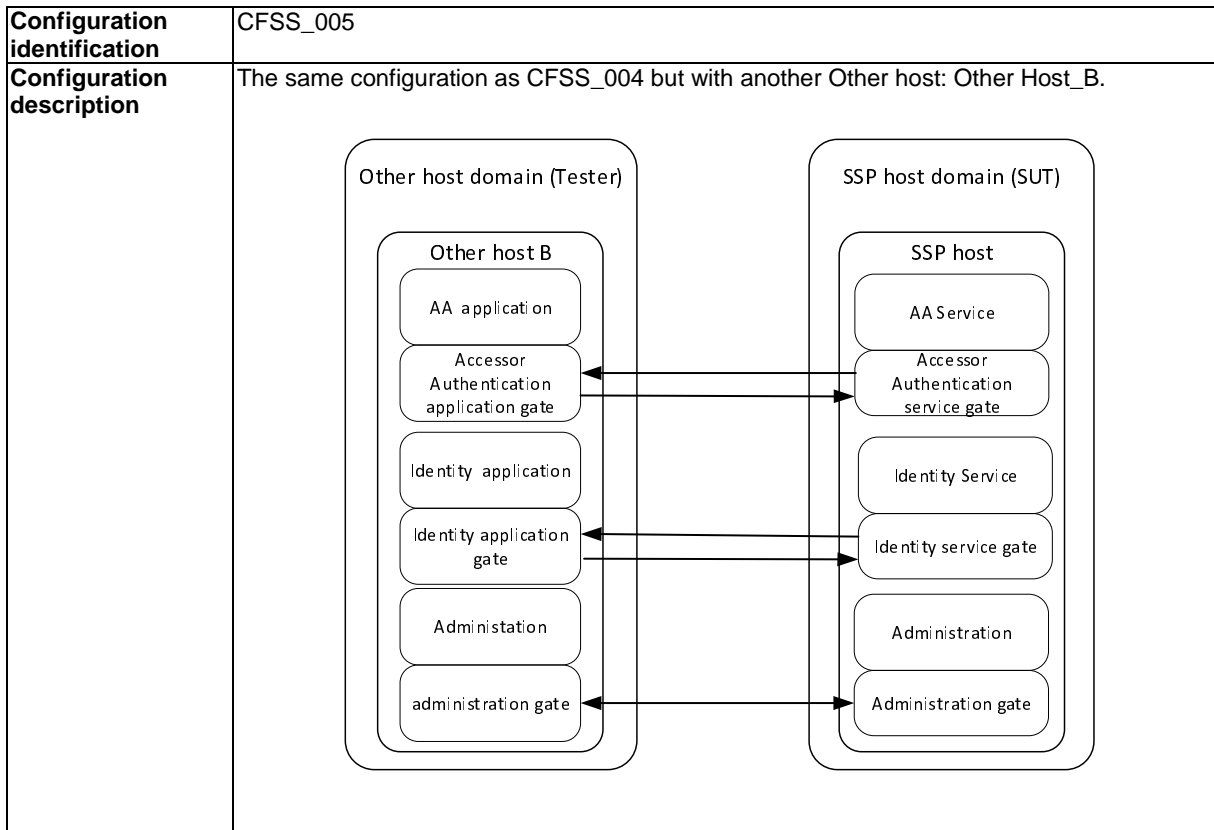 Configuration
identification
CFSS_005
Configuration
description
The same configuration as CFSS_004 but with another Other host: Other Host_B.
Other host domain (Tester)
Other host B
AA application
Accessor
Authentication
application gate
Identity application
Identity application
gate
Administation
administration gate
SSP host domain (SUT)
SSP host
AA Service
Accessor
Authentication
service gate
Identity Service
Identity service gate
Administration
Administration gate